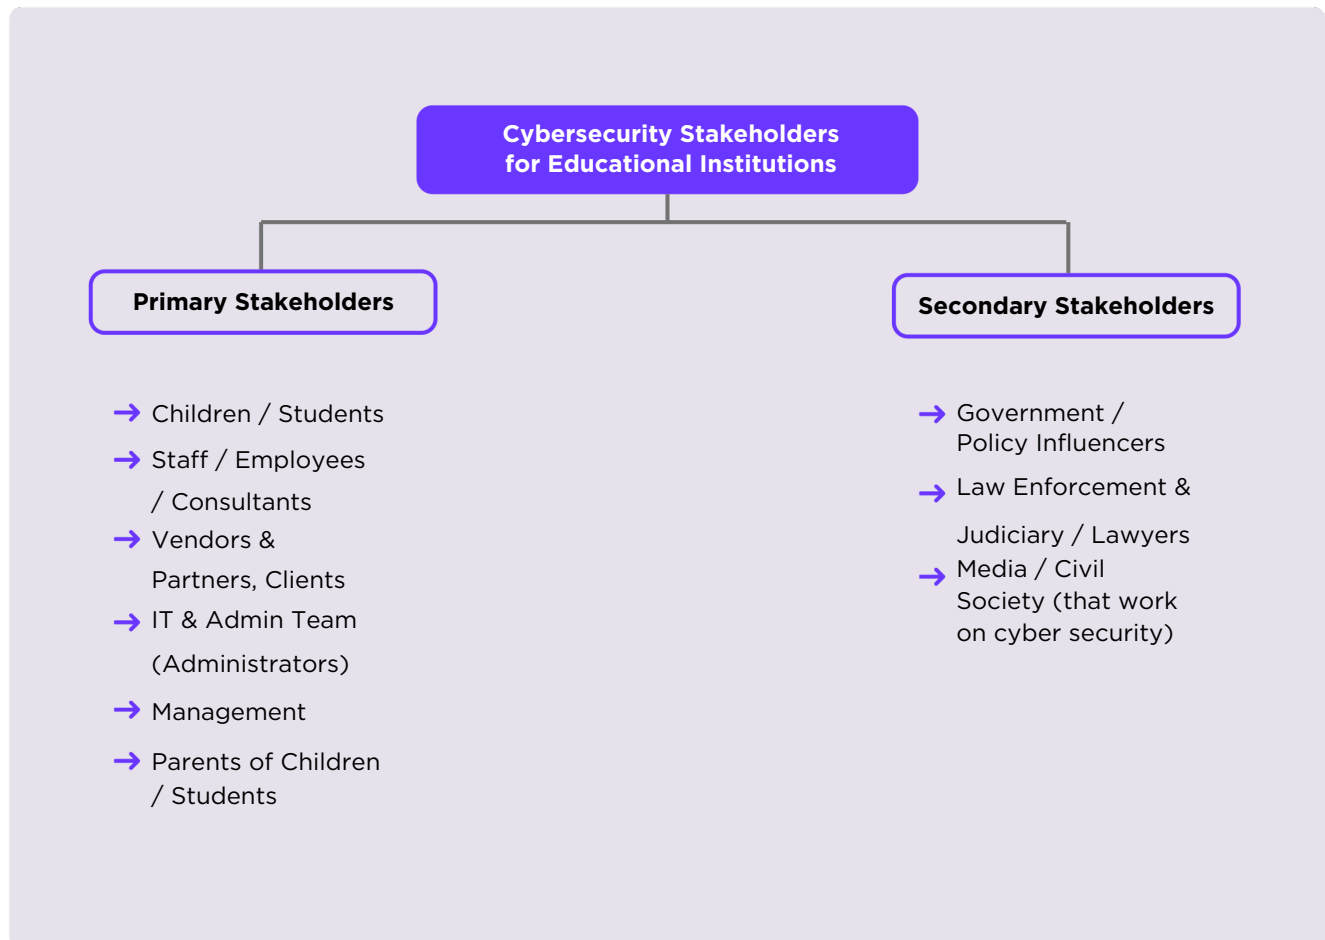 Cybersecurity Stakeholders
for Educational Institutions
Primary Stakeholders
Children / Students
Staff / Employees
/ Consultants
Vendors &
Partners, Clients
IT & Admin Team
(Administrators)
Management
Parents of Children
/ Students
Secondary Stakeholders
Government /
Policy Influencers
Law Enforcement &
Judiciary / Lawyers
Media / Civil
Society (that work
on cyber security)